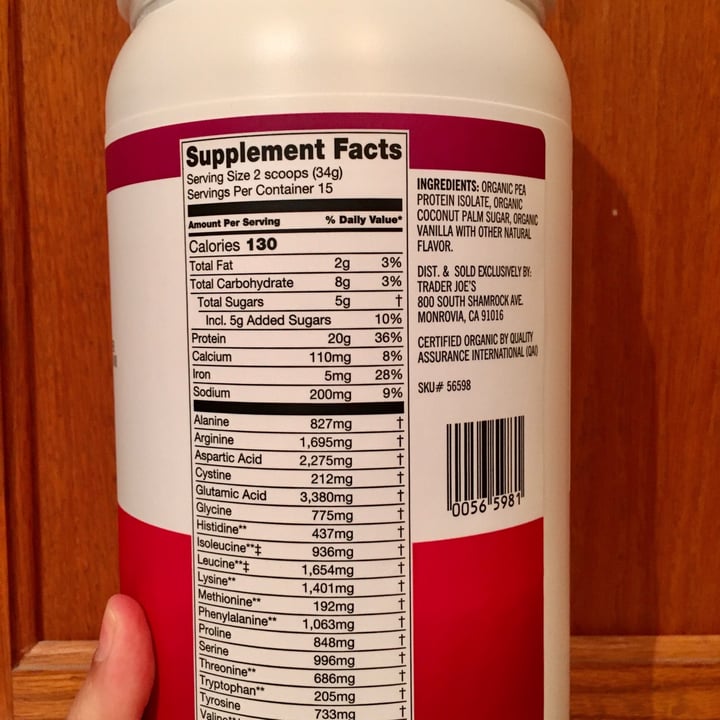 Supplement Facts
Serving Size 2 scoops (34g)
Servings Per Container 15
Amount Per Serving % Daily Value*
Calories 130
Total Fat 2g 3%
Total Carbohydrate 8g 3%
Total Sugars 5g †
Incl. 5g Added Sugars 10%
Protein 20g 36%
Calcium 110mg 8%
Iron 5mg 28%
Sodium 200mg 9%
Alanine 827mg †
Arginine 1,695mg †
Aspartic Acid 2,275mg †
Cystine 212mg †
Glutamic Acid 3,380mg †
Glycine 775mg †
Histidine** 437mg †
Isoleucine**‡ 936mg †
Leucine**‡ 1,654mg †
Lysine** 1,401mg †
Methionine** 192mg †
Phenylalanine** 1,063mg †
Proline 848mg †
Serine 996mg †
Threonine** 686mg †
Tryptophan** 205mg †
Tyrosine 733mg †
INGREDIENTS: ORGANIC PEA
PROTEIN ISOLATE, ORGANIC
COCONUT PALM SUGAR, ORGANIC
VANILLA WITH OTHER NATURAL
FLAVOR.
DIST. & SOLD EXCLUSIVELY BY:
TRADER JOE'S
800 SOUTH SHAMROCK AVE.
MONROVIA, CA 91016
CERTIFIED ORGANIC BY QUALITY
ASSURANCE INTERNATIONAL (QAI)
SKU# 56598
0056 5981